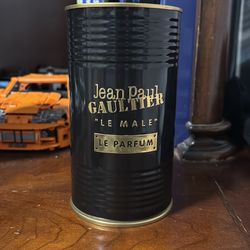 Jean Paul
GAULTIER
"LE MALE"
LE PARFUM